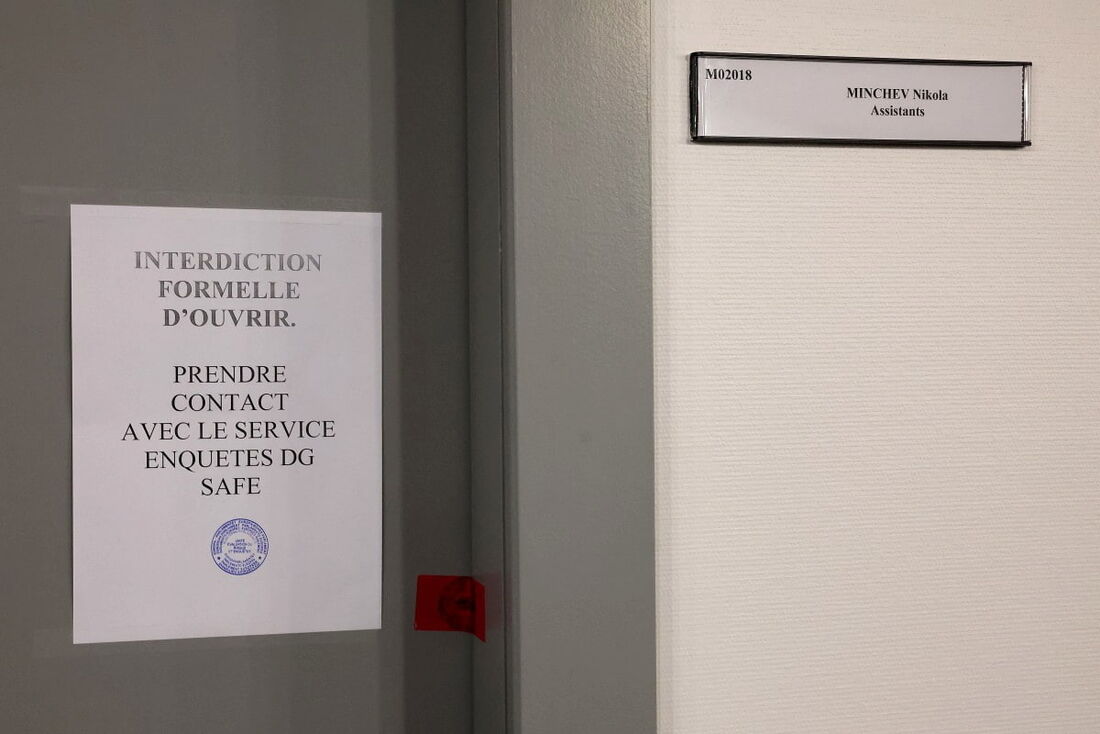 INTERDICTION
FORMELLE
D’OUVRIR.
PRENDRE
CONTACT
AVEC LE SERVICE
ENQUETES DG
SAFE
M02018
MINCHEV Nikola
Assistants